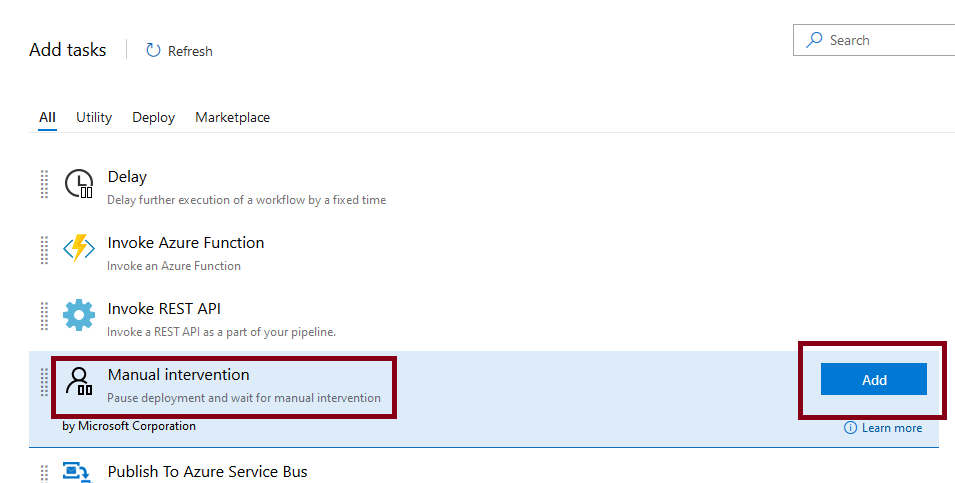 Add tasks
Refresh
Search
All Utility Deploy Marketplace
Delay
Delay further execution of a workflow by a fixed time
Invoke Azure Function
Invoke an Azure Function
Invoke REST API
Invoke a REST API as a part of your pipeline.
Manual intervention
Add
Pause deployment and wait for manual intervention
by Microsoft Corporation
Learn more
Publish To Azure Service Bus